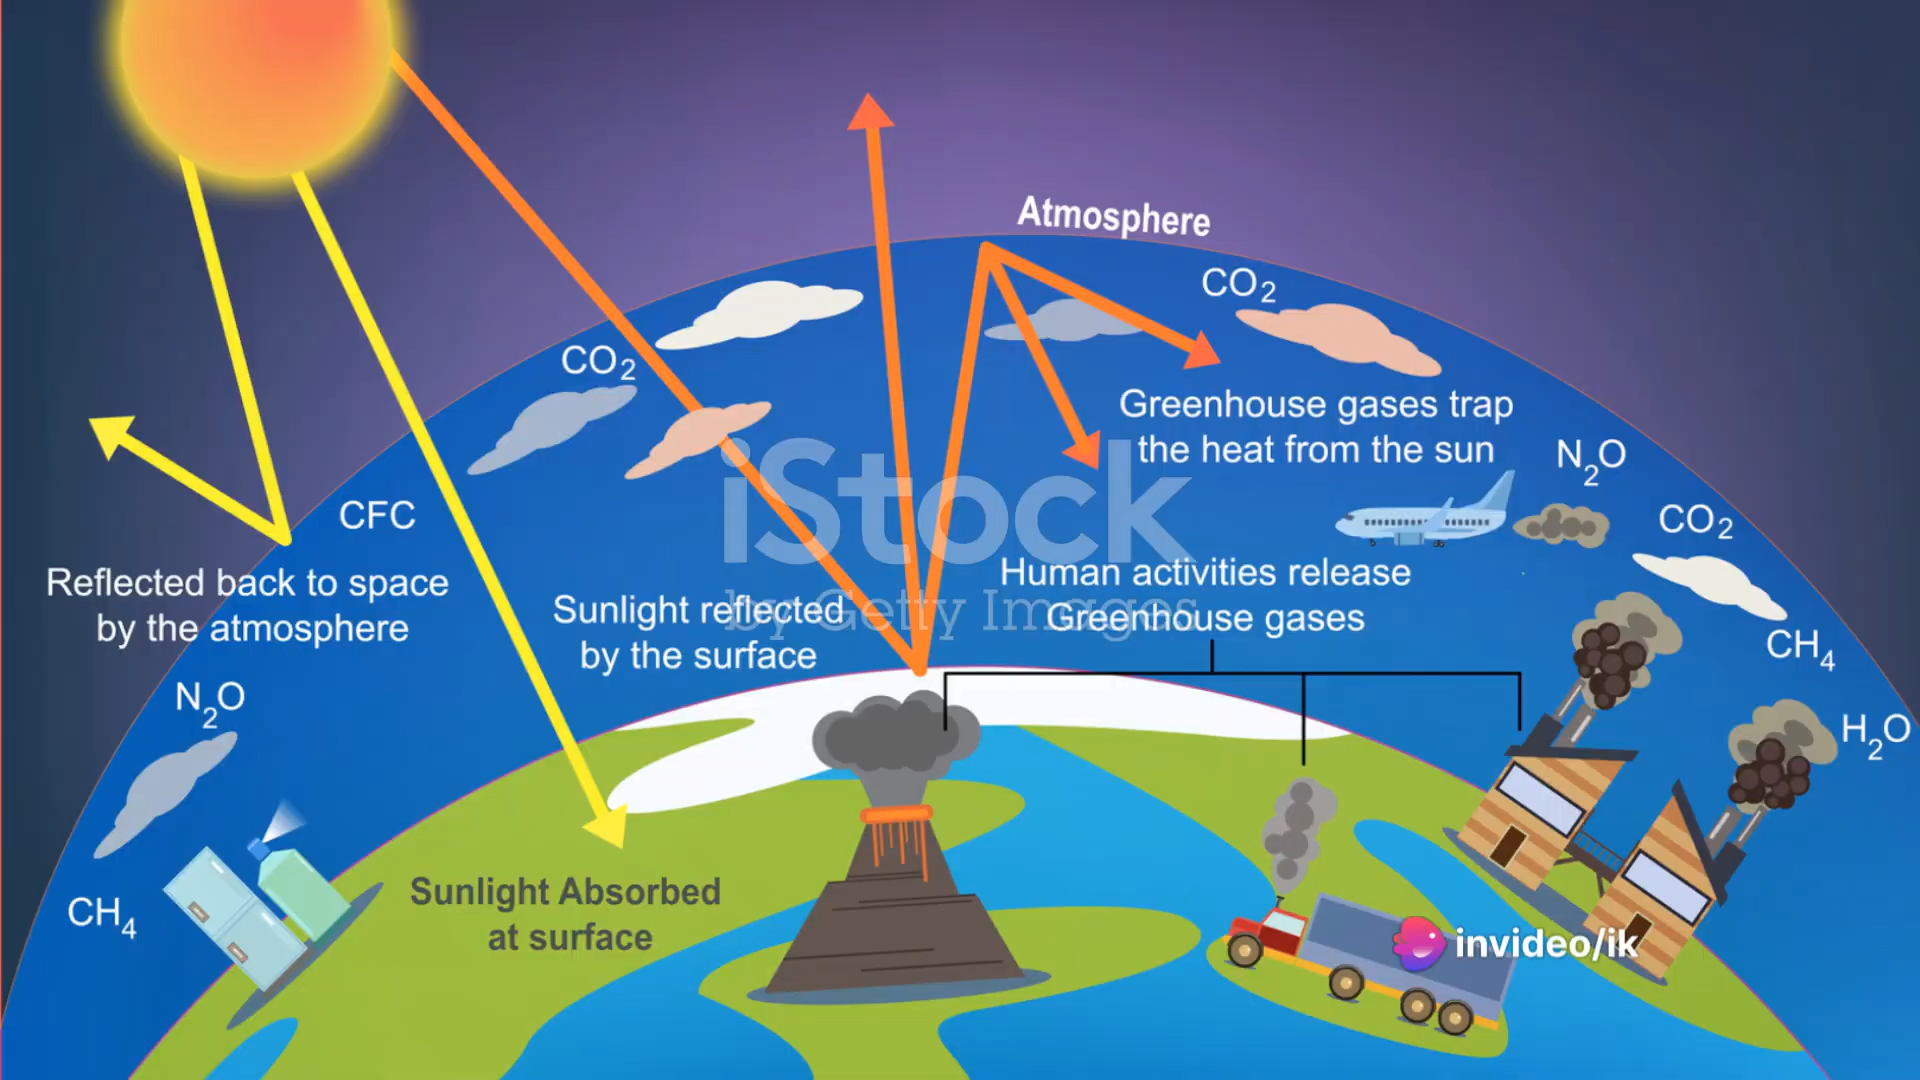 Atmosphere
CO2
CO2
Greenhouse gases trap
the heat from the sun
N2O
CFC
CO2
iStock
by Getty Images
Reflected back to space
by the atmosphere
Sunlight reflected
by the surface
Human activities release
Greenhouse gases
CH4
N2O
H2O
CH4
Sunlight Absorbed
at surface
invideo/ik